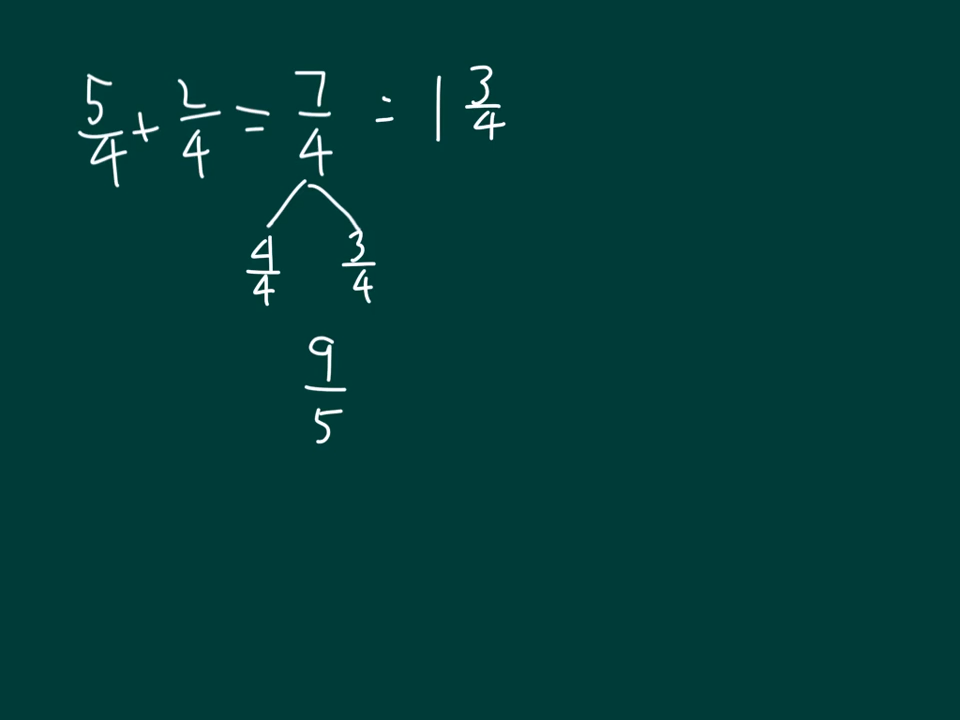 5/4 + 2/4 = 7/4 = 1 3/4
4/4 3/4
9/5